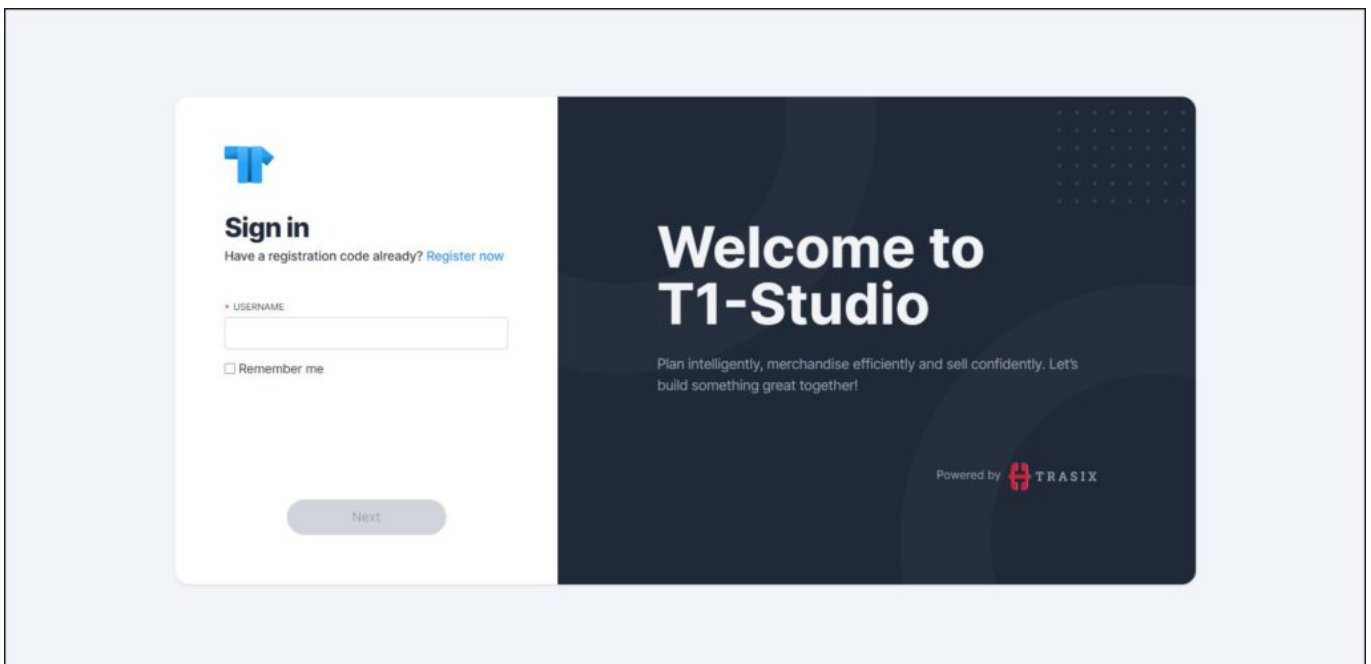 Sign in
Have a registration code already? Register now
* USERNAME
Remember me
Next
Welcome to
T1-Studio
Plan intelligently, merchandise efficiently and sell confidently. Let's
build something great together!
Powered by TRASIX